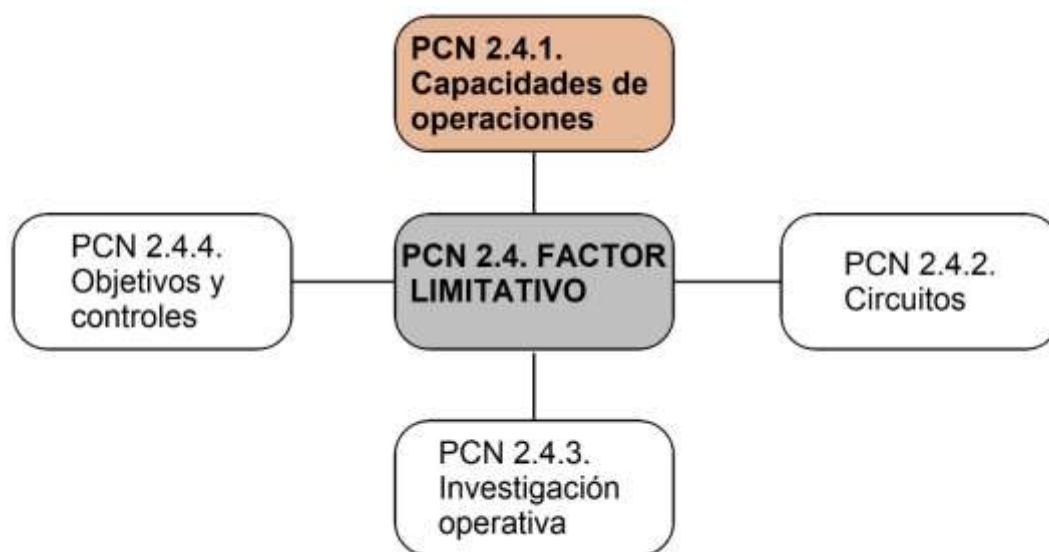 PCN 2.4.1.
Capacidades de
operaciones
PCN 2.4.4.
Objetivos y
controles
PCN 2.4. FACTOR
LIMITATIVO
PCN 2.4.2.
Circuitos
PCN 2.4.3.
Investigación
operativa